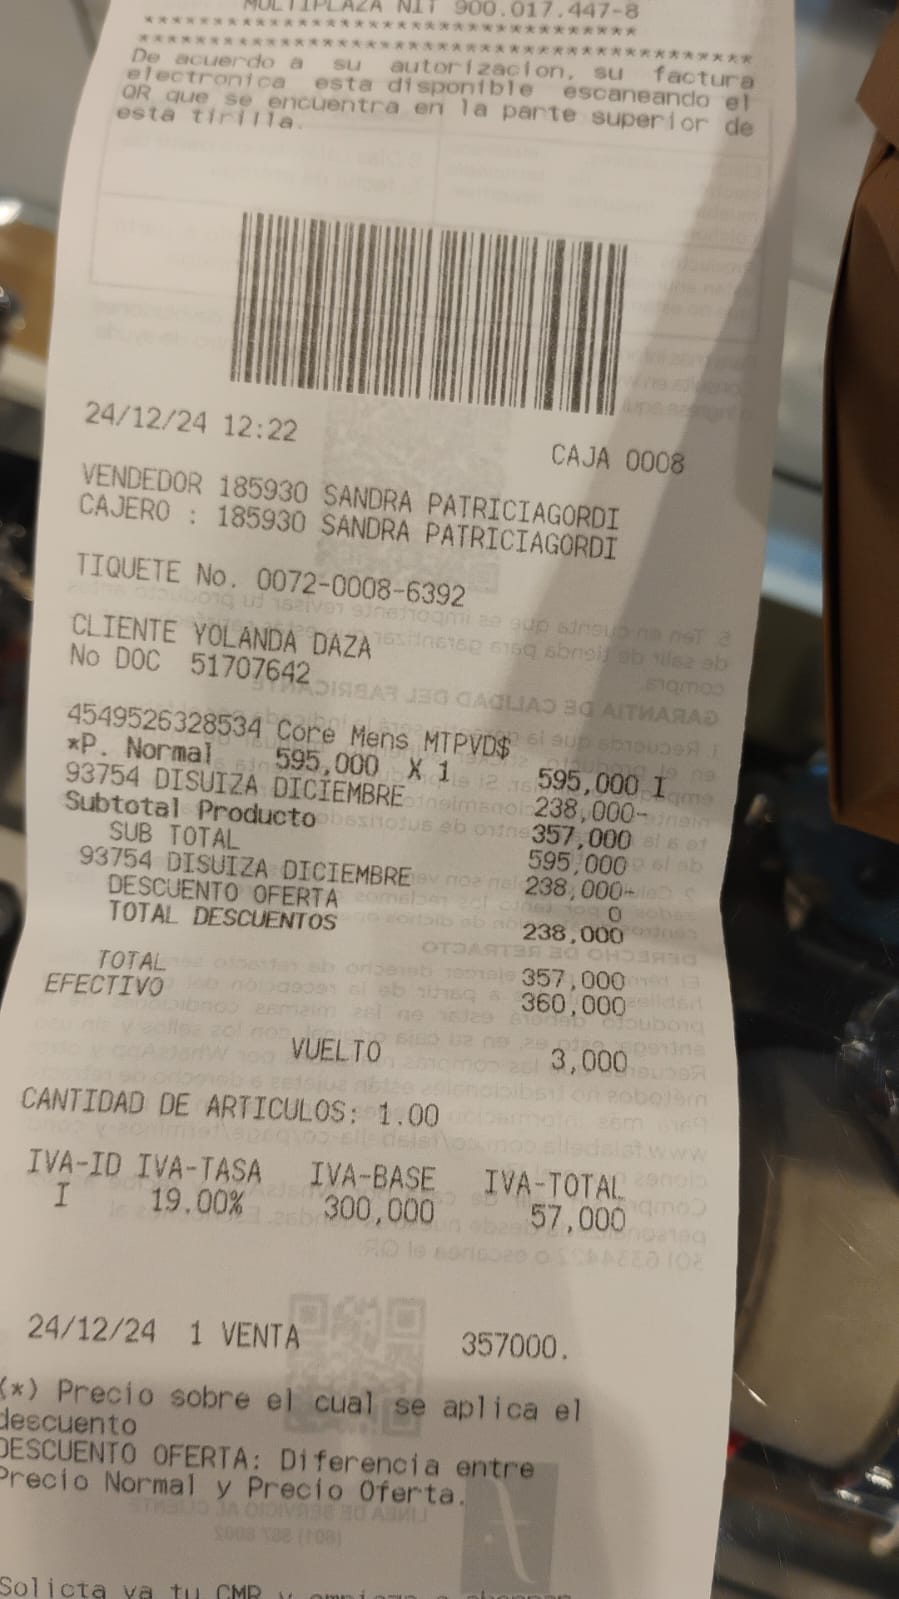 MULTIPLAZA NIT 900.017.447-8
**************************************
****************************************
De acuerdo a su autorizacion, su factura
electronica esta disponible escaneando el
QR que se encuentra en la parte superior de
esta tirilla.
24/12/24 12:22 CAJA 0008
VENDEDOR 185930 SANDRA PATRICIAGORDI
CAJERO : 185930 SANDRA PATRICIAGORDI
TIQUETE No. 0072-0008-6392
CLIENTE YOLANDA DAZA
No DOC 51707642
4549526328534 Core Mens MTPVD$
*P. Normal 595,000 X 1 595,000 I
93754 DISUIZA DICIEMBRE 238,000-
Subtotal Producto 357,000
SUB TOTAL 595,000
93754 DISUIZA DICIEMBRE 238,000-
DESCUENTO OFERTA 0
TOTAL DESCUENTOS 238,000
TOTAL 357,000
EFECTIVO 360,000
VUELTO 3,000
CANTIDAD DE ARTICULOS: 1.00
IVA-ID IVA-TASA IVA-BASE IVA-TOTAL
I 19.00% 300,000 57,000
24/12/24 1 VENTA 357000.
(*) Precio sobre el cual se aplica el
descuento
DESCUENTO OFERTA: Diferencia entre
Precio Normal y Precio Oferta.
Solicta ya tu CMR y